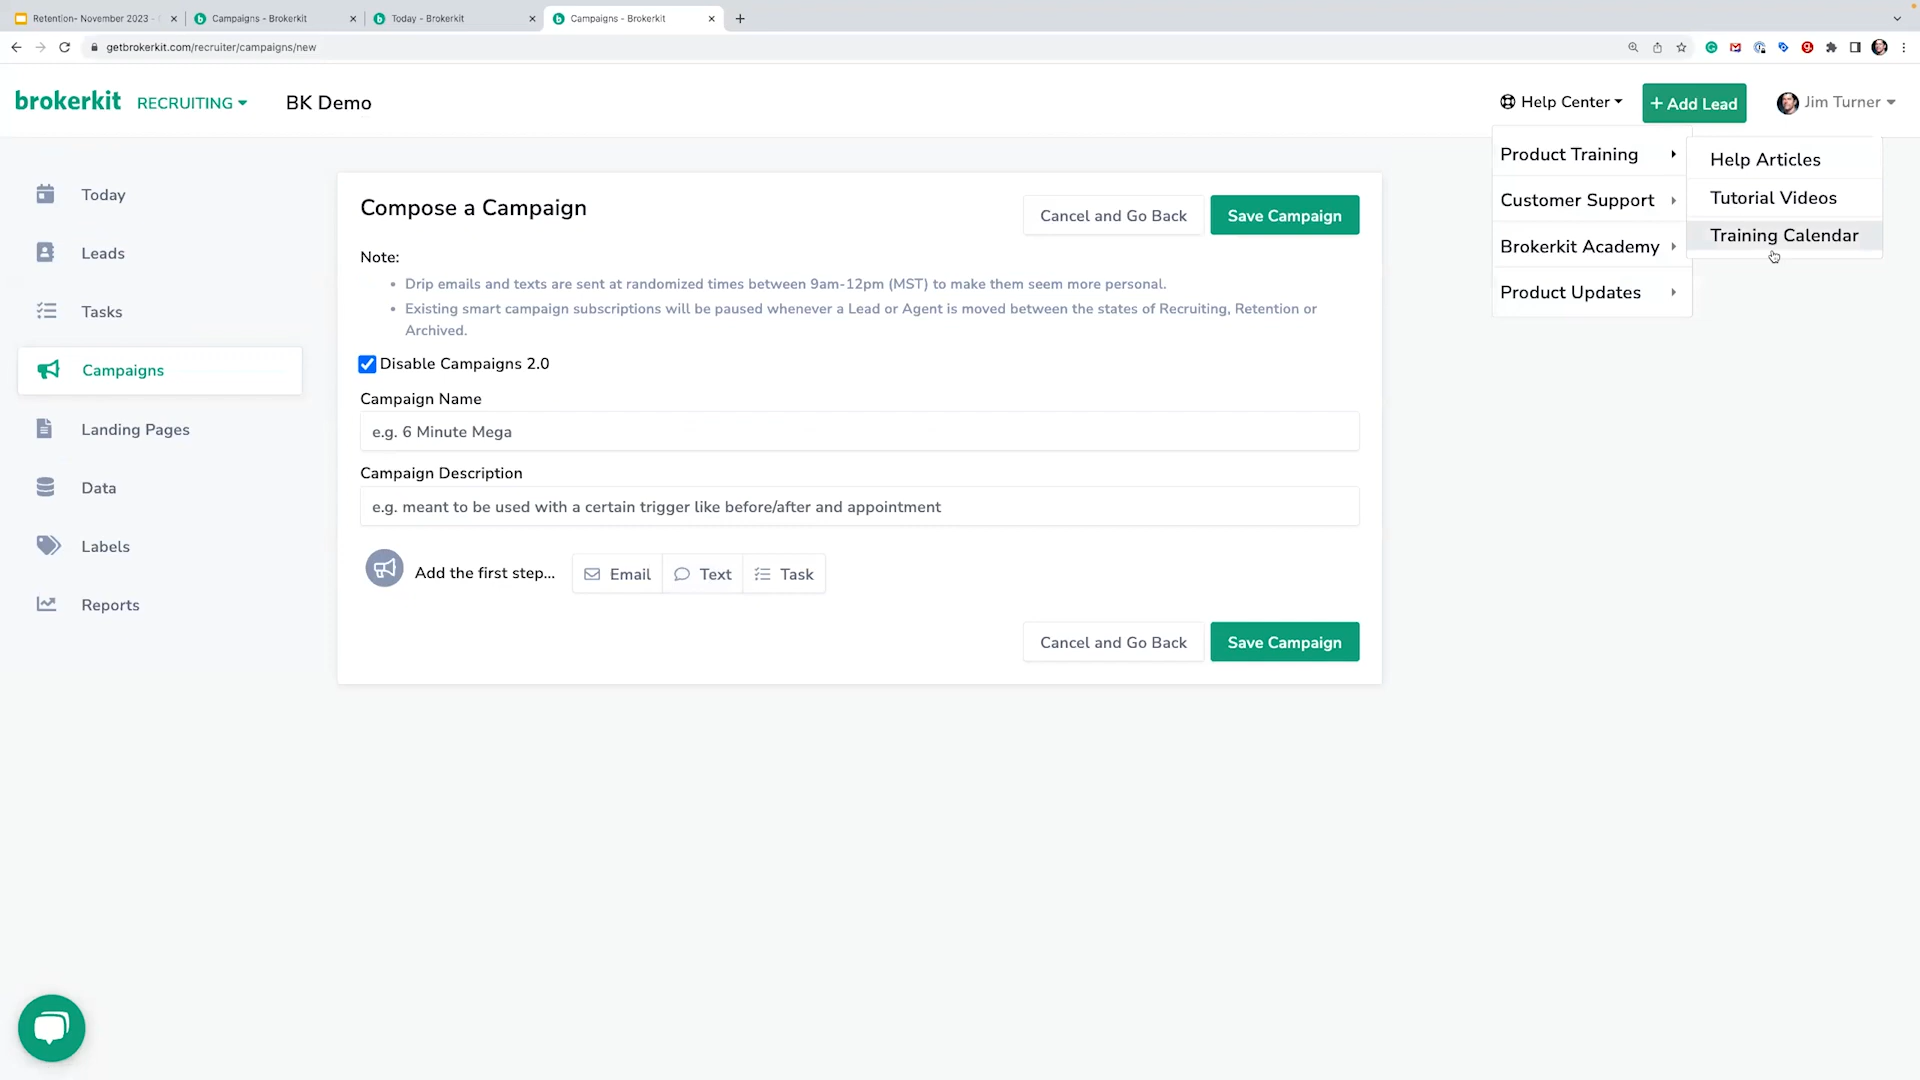 Retention- November 2023 -
Campaigns - Brokerkit
Today - Brokerkit
Campaigns - Brokerkit
getbrokerkit.com/recruiter/campaigns/new
brokerkit
RECRUITING
BK Demo
Help Center
+ Add Lead
Jim Turner
Product Training
Customer Support
Brokerkit Academy
Product Updates
Help Articles
Tutorial Videos
Training Calendar
Today
Leads
Tasks
Campaigns
Landing Pages
Data
Labels
Reports
Compose a Campaign
Cancel and Go Back
Save Campaign
Note:
• Drip emails and texts are sent at randomized times between 9am-12pm (MST) to make them seem more personal.
• Existing smart campaign subscriptions will be paused whenever a Lead or Agent is moved between the states of Recruiting, Retention or
Archived.
Disable Campaigns 2.0
Campaign Name
e.g. 6 Minute Mega
Campaign Description
e.g. meant to be used with a certain trigger like before/after and appointment
Add the first step...
Email
Text
Task
Cancel and Go Back
Save Campaign